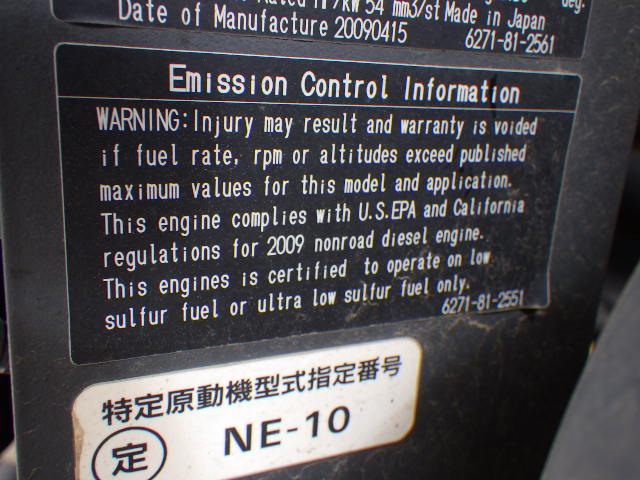 54 mm3/st Made in Japan
Date of Manufacture 20090415 6271-81-2561
Emission Control Information
WARNING:Injury may result and warranty is voided
if fuel rate, rpm or altitudes exceed published
maximum values for this model and application.
This engine complies with U.S.EPA and California
regulations for 2009 nonroad diesel engine.
This engines is certified to operate on low
sulfur fuel or ultra low sulfur fuel only.
6271-81-2551
特定原動機型式指定番号
定 NE-10